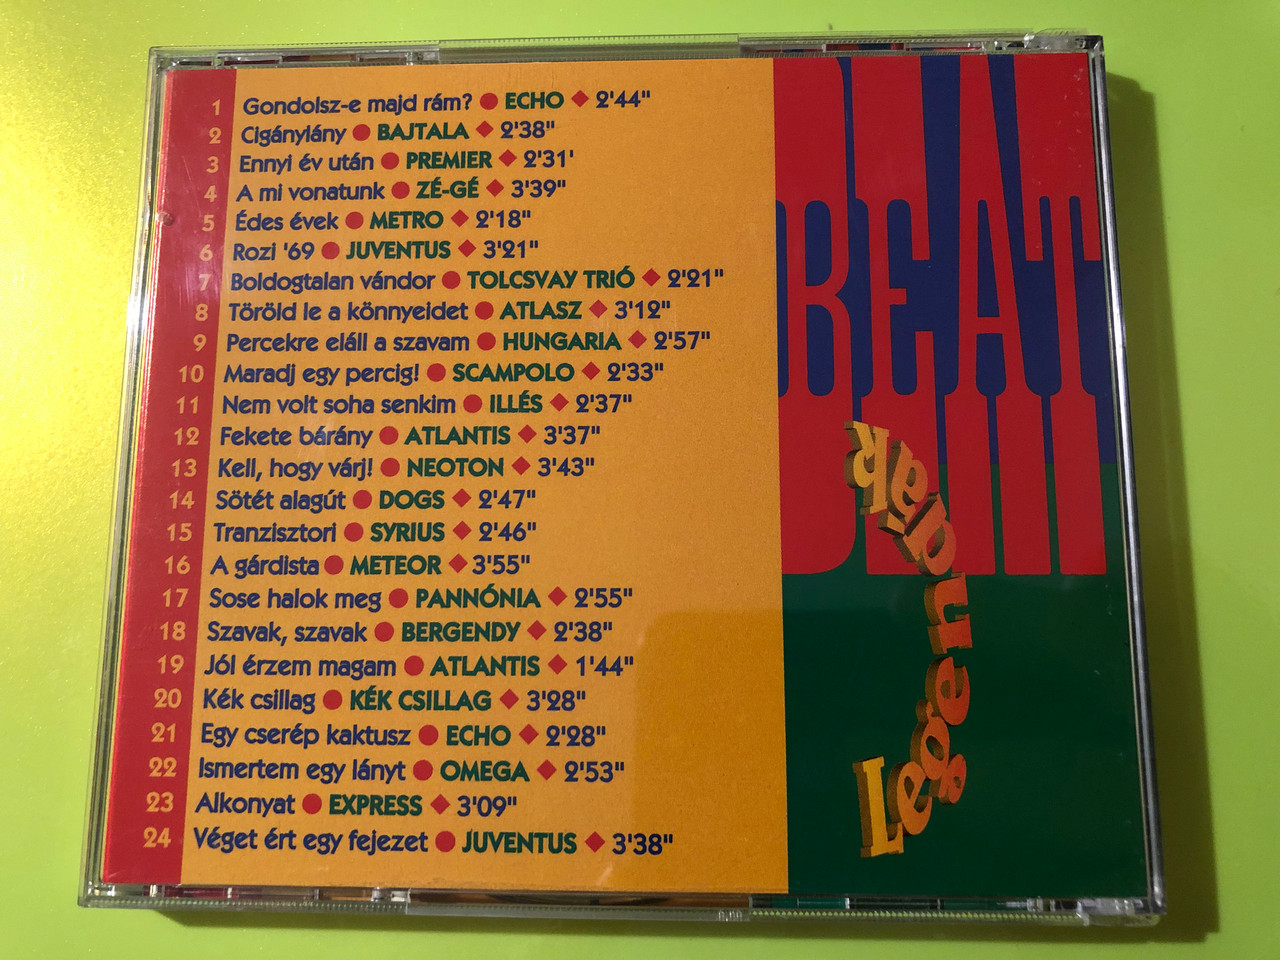 1 Gondolsz-e majd rám? ● ECHO ◆ 2'44"
2 Cigánylány ● BAJTALA ◆ 2'38"
3 Ennyi év után ● PREMIER ◆ 2'31'
4 A mi vonatunk ● ZÉ-GÉ ◆ 3'39"
5 Édes évek ● METRO ◆ 2'18"
6 Rozi '69 ● JUVENTUS ◆ 3'21"
7 Boldogtalan vándor ● TOLCSVAY TRIÓ ◆ 2'21"
8 Töröld le a könnyeidet ● ATLASZ ◆ 3'12"
9 Percekre eláll a szavam ● HUNGARIA ◆ 2'57"
10 Maradj egy percig! ● SCAMPOLO ◆ 2'33"
11 Nem volt soha senkim ● ILLÉS ◆ 2'37"
12 Fekete bárány ● ATLANTIS ◆ 3'37"
13 Kell, hogy várj! ● NEOTON ◆ 3'43"
14 Sötét alagút ● DOGS ◆ 2'47"
15 Tranzisztori ● SYRIUS ◆ 2'46"
16 A gárdista ● METEOR ◆ 3'55"
17 Sose halok meg ● PANNÓNIA ◆ 2'55"
18 Szavak, szavak ● BERGENDY ◆ 2'38"
19 Jól érzem magam ● ATLANTIS ◆ 1'44"
20 Kék csillag ● KÉK CSILLAG ◆ 3'28"
21 Egy cserép kaktusz ● ECHO ◆ 2'28"
22 Ismertem egy lányt ● OMEGA ◆ 2'53"
23 Alkonyat ● EXPRESS ◆ 3'09"
24 Véget ért egy fejezet ● JUVENTUS ◆ 3'38"
BEAT
Legendák